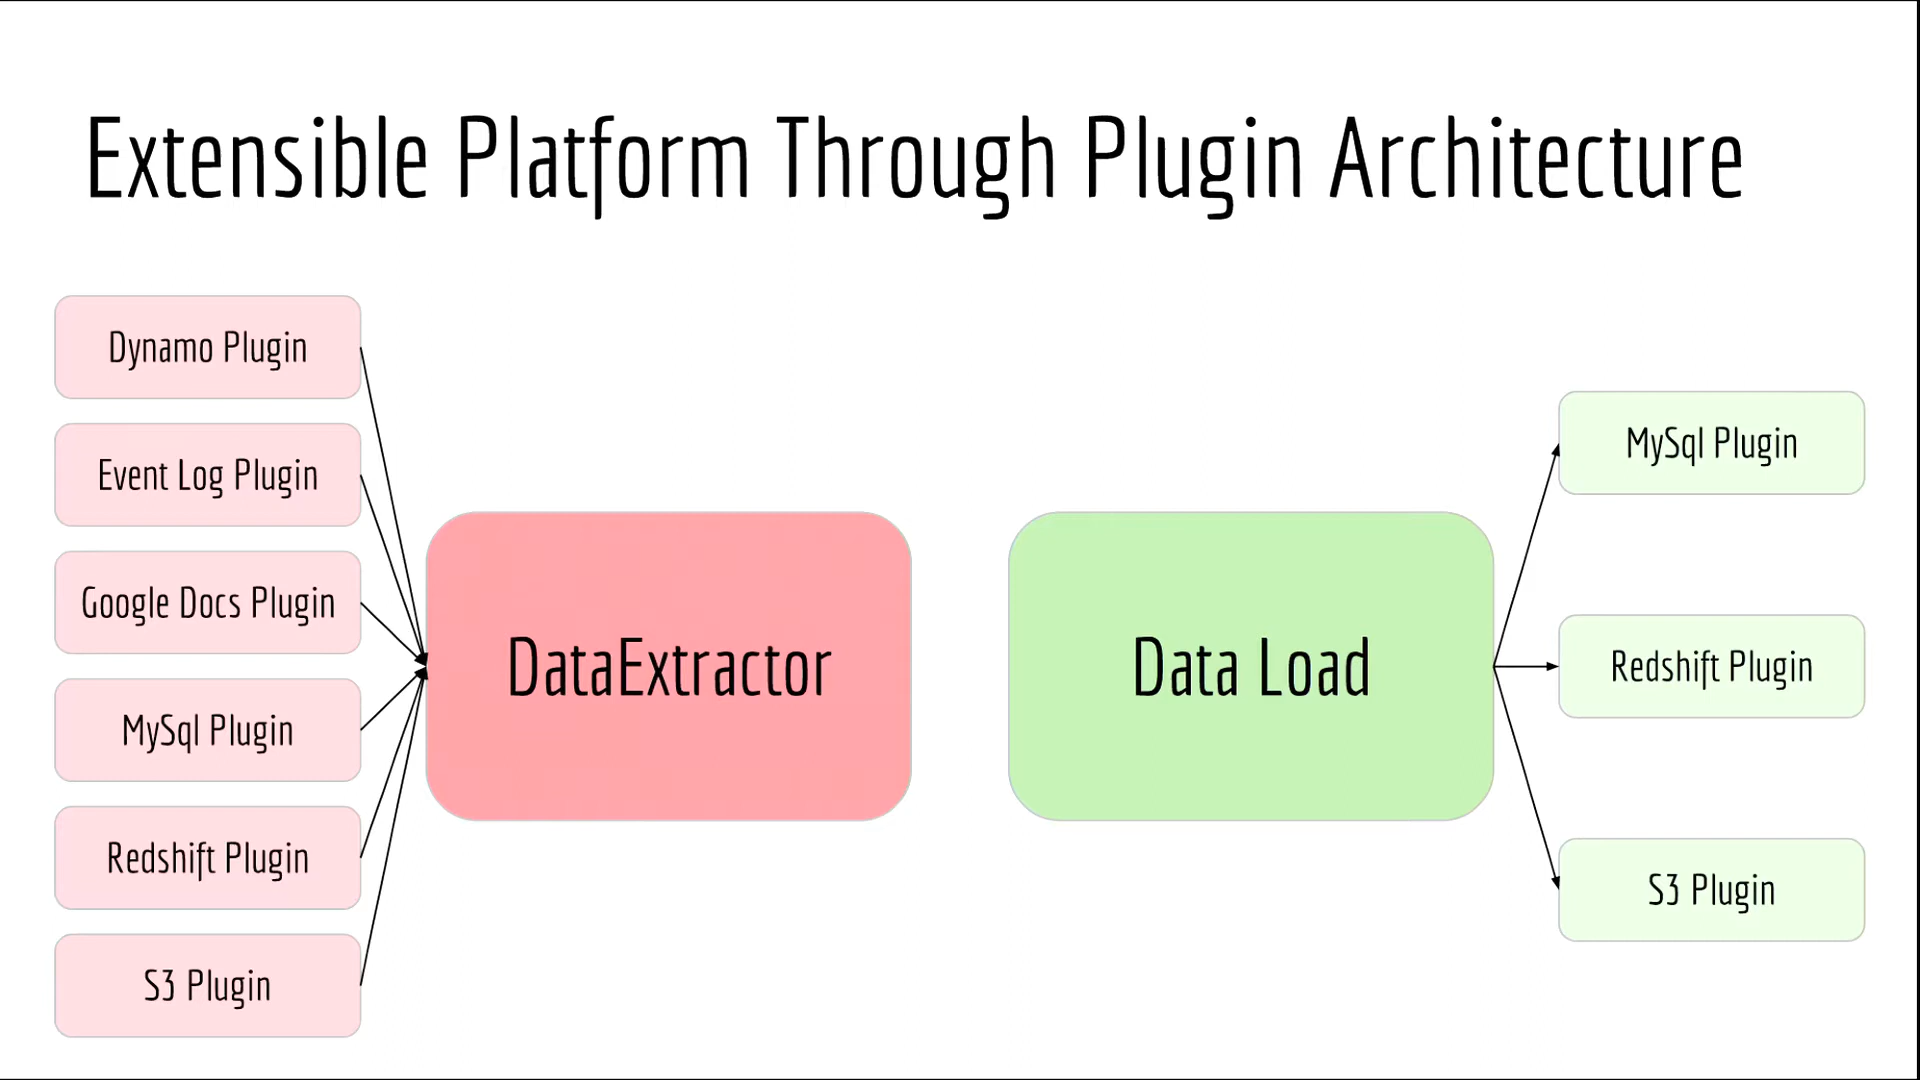 Extensible Platform Through Plugin Architecture
Dynamo Plugin
Event Log Plugin
Google Docs Plugin
MySql Plugin
Redshift Plugin
S3 Plugin
DataExtractor
Data Load
MySql Plugin
Redshift Plugin
S3 Plugin